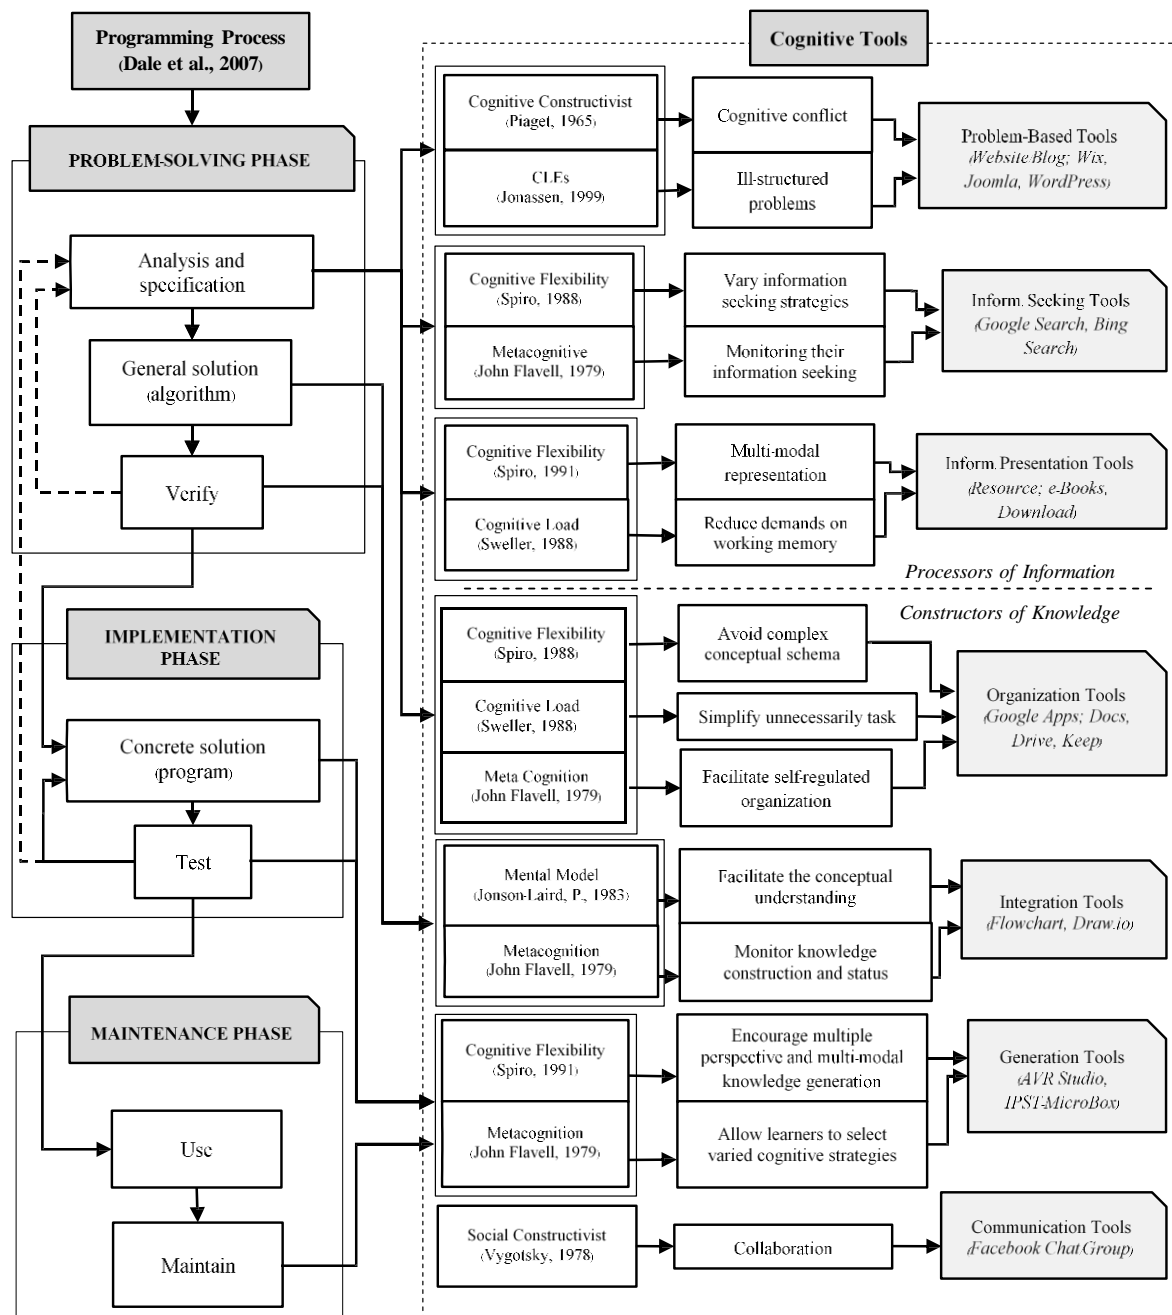 Programming Process
(Dale et al., 2007)
PROBLEM-SOLVING PHASE
Analysis and
specification
General solution
(algorithm)
Verify
IMPLEMENTATION
PHASE
Concrete solution
(program)
Test
MAINTENANCE PHASE
Use
Maintain
Cognitive Tools
Cognitive Constructivist
(Piaget, 1965)
CLEs
(Jonassen, 1999)
Cognitive conflict
Ill-structured
problems
Problem-Based Tools
(Website Blog; Wix,
Joomla, WordPress)
Cognitive Flexibility
(Spiro, 1988)
Metacognitive
(John Flavell, 1979)
Vary information
seeking strategies
Monitoring their
information seeking
Inform. Seeking Tools
(Google Search, Bing
Search)
Cognitive Flexibility
(Spiro, 1991)
Cognitive Load
(Sweller, 1988)
Multi-modal
representation
Reduce demands on
working memory
Inform. Presentation Tools
(Resource; e-Books,
Download)
Processors of Information
Constructors of Knowledge
Cognitive Flexibility
(Spiro, 1988)
Cognitive Load
(Sweller, 1988)
Meta Cognition
(John Flavell, 1979)
Avoid complex
conceptual schema
Simplify unnecessarily task
Facilitate self-regulated
organization
Organization Tools
(Google Apps; Docs,
Drive, Keep)
Mental Model
(Jonson-Laird, P., 1983)
Metacognition
(John Flavell, 1979)
Facilitate the conceptual
understanding
Monitor knowledge
construction and status
Integration Tools
(Flowchart, Draw.io)
Cognitive Flexibility
(Spiro, 1991)
Metacognition
(John Flavell, 1979)
Encourage multiple
perspective and multi-modal
knowledge generation
Allow learners to select
varied cognitive strategies
Generation Tools
(AVR Studio,
IPST-MicroBox)
Social Constructivist
(Vygotsky, 1978)
Collaboration
Communication Tools
(Facebook Chat Group)